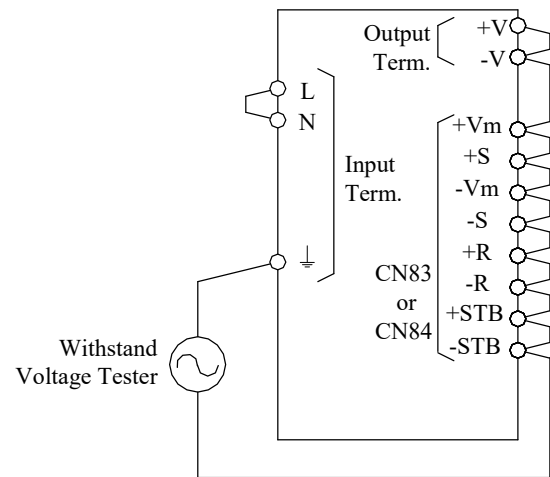 Output
Term.
+V
-V
L
N
Input
Term.
+Vm
+S
-Vm
-S
+R
-R
+STB
-STB
CN83
or
CN84
Withstand
Voltage Tester